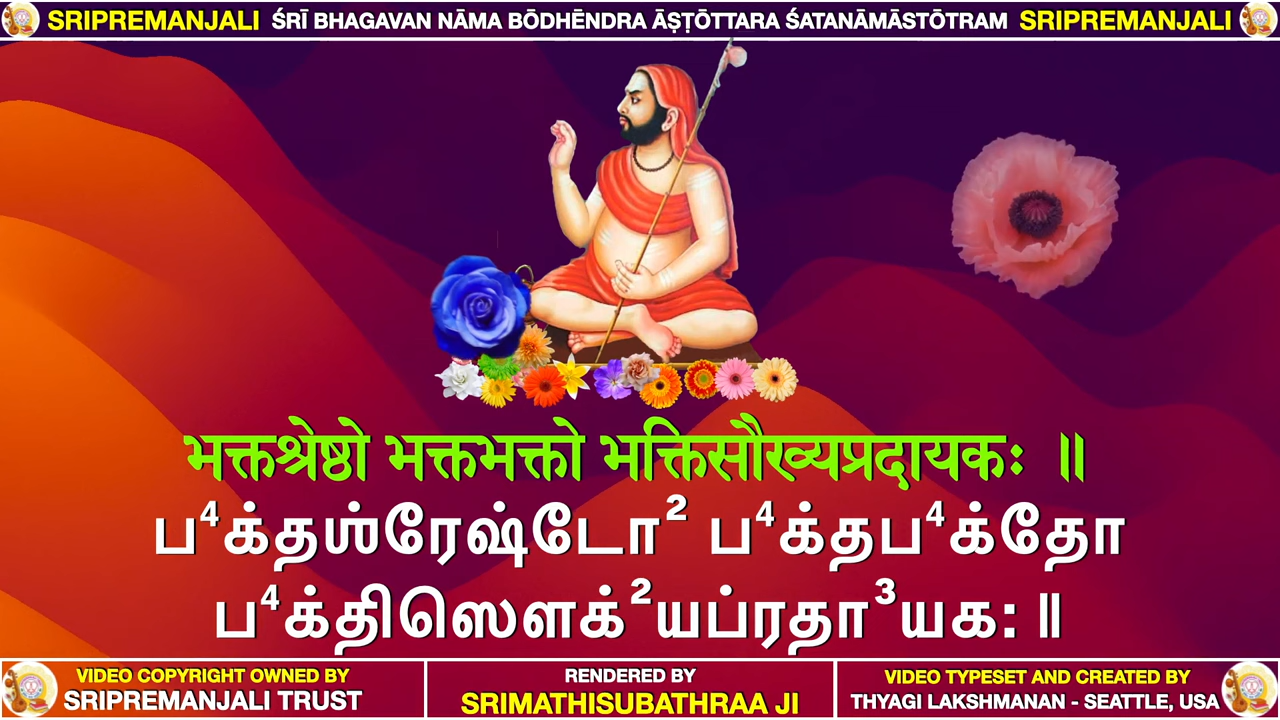 SRIPREMANJALI ŚRĪ BHAGAVAN NĀMA BŌDHĒNDRA ĀṢṬŌTTARA ŚATANĀMĀSTŌTRAM SRIPREMANJALI
भक्तश्रेष्ठो भक्तभक्तो भक्तिसौख्यप्रदायकः ॥
ப⁴க்தஶ்ரேஷ்டோ² ப⁴க்தப⁴க்தோ
ப⁴க்திஸௌக்²யப்ரதா³யக: ॥
VIDEO COPYRIGHT OWNED BY
SRIPREMANJALI TRUST
RENDERED BY
SRIMATHISUBATHRAA JI
VIDEO TYPESET AND CREATED BY
THYAGI LAKSHMANAN - SEATTLE, USA